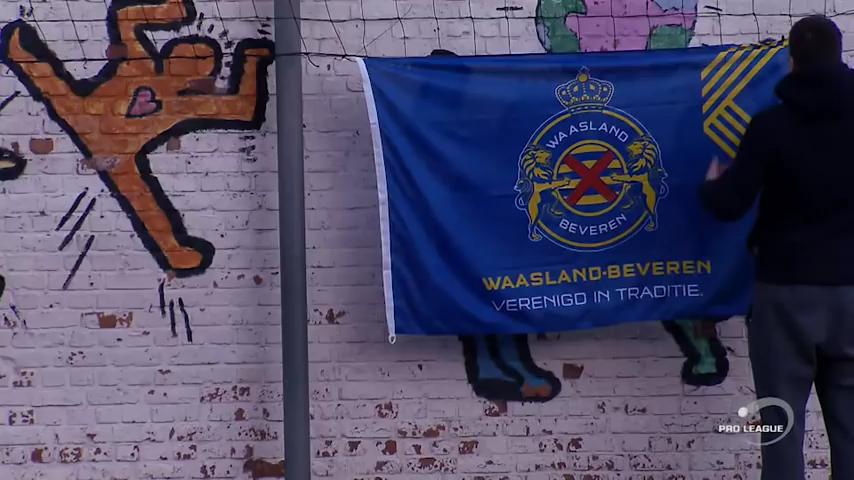 WAASLAND
BEVEREN
WAASLAND-BEVEREN
VERENIGD IN TRADITIE.
PRO LEAGUE